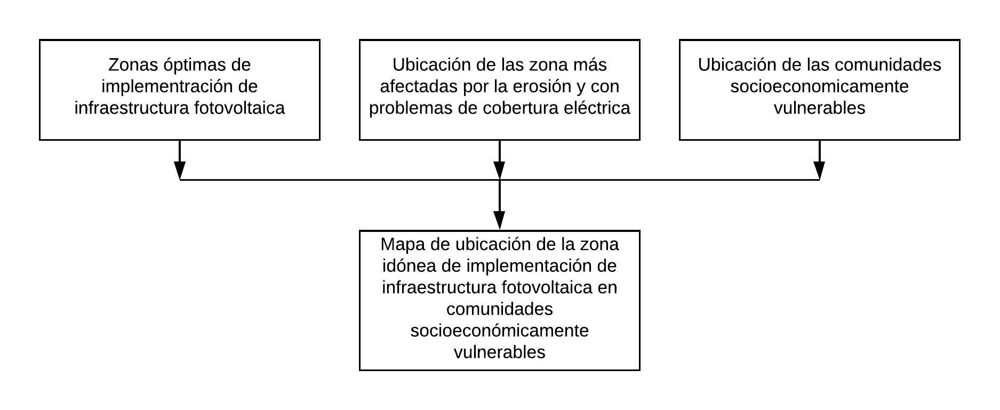 Zonas óptimas de
implementración de
infraestructura fotovoltaica
Ubicación de las zona más
afectadas por la erosión y con
problemas de cobertura eléctrica
Ubicación de las comunidades
socioeconomicamente
vulnerables
Mapa de ubicación de la zona
idónea de implementación de
infraestructura fotovoltaica en
comunidades
socioeconómicamente
vulnerables